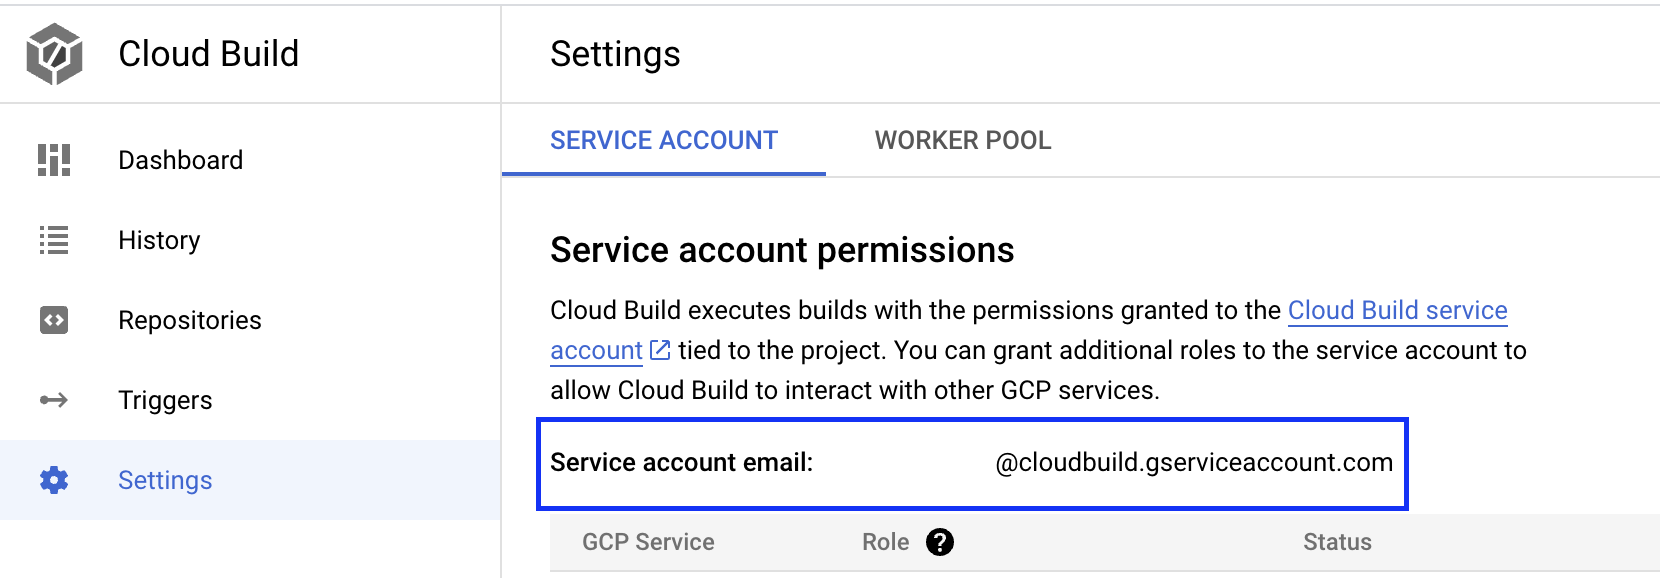 Cloud Build
Settings
Dashboard
History
Repositories
Triggers
Settings
SERVICE ACCOUNT
WORKER POOL
Service account permissions
Cloud Build executes builds with the permissions granted to the Cloud Build service
account tied to the project. You can grant additional roles to the service account to
allow Cloud Build to interact with other GCP services.
Service account email: @cloudbuild.gserviceaccount.com
GCP Service Role ? Status